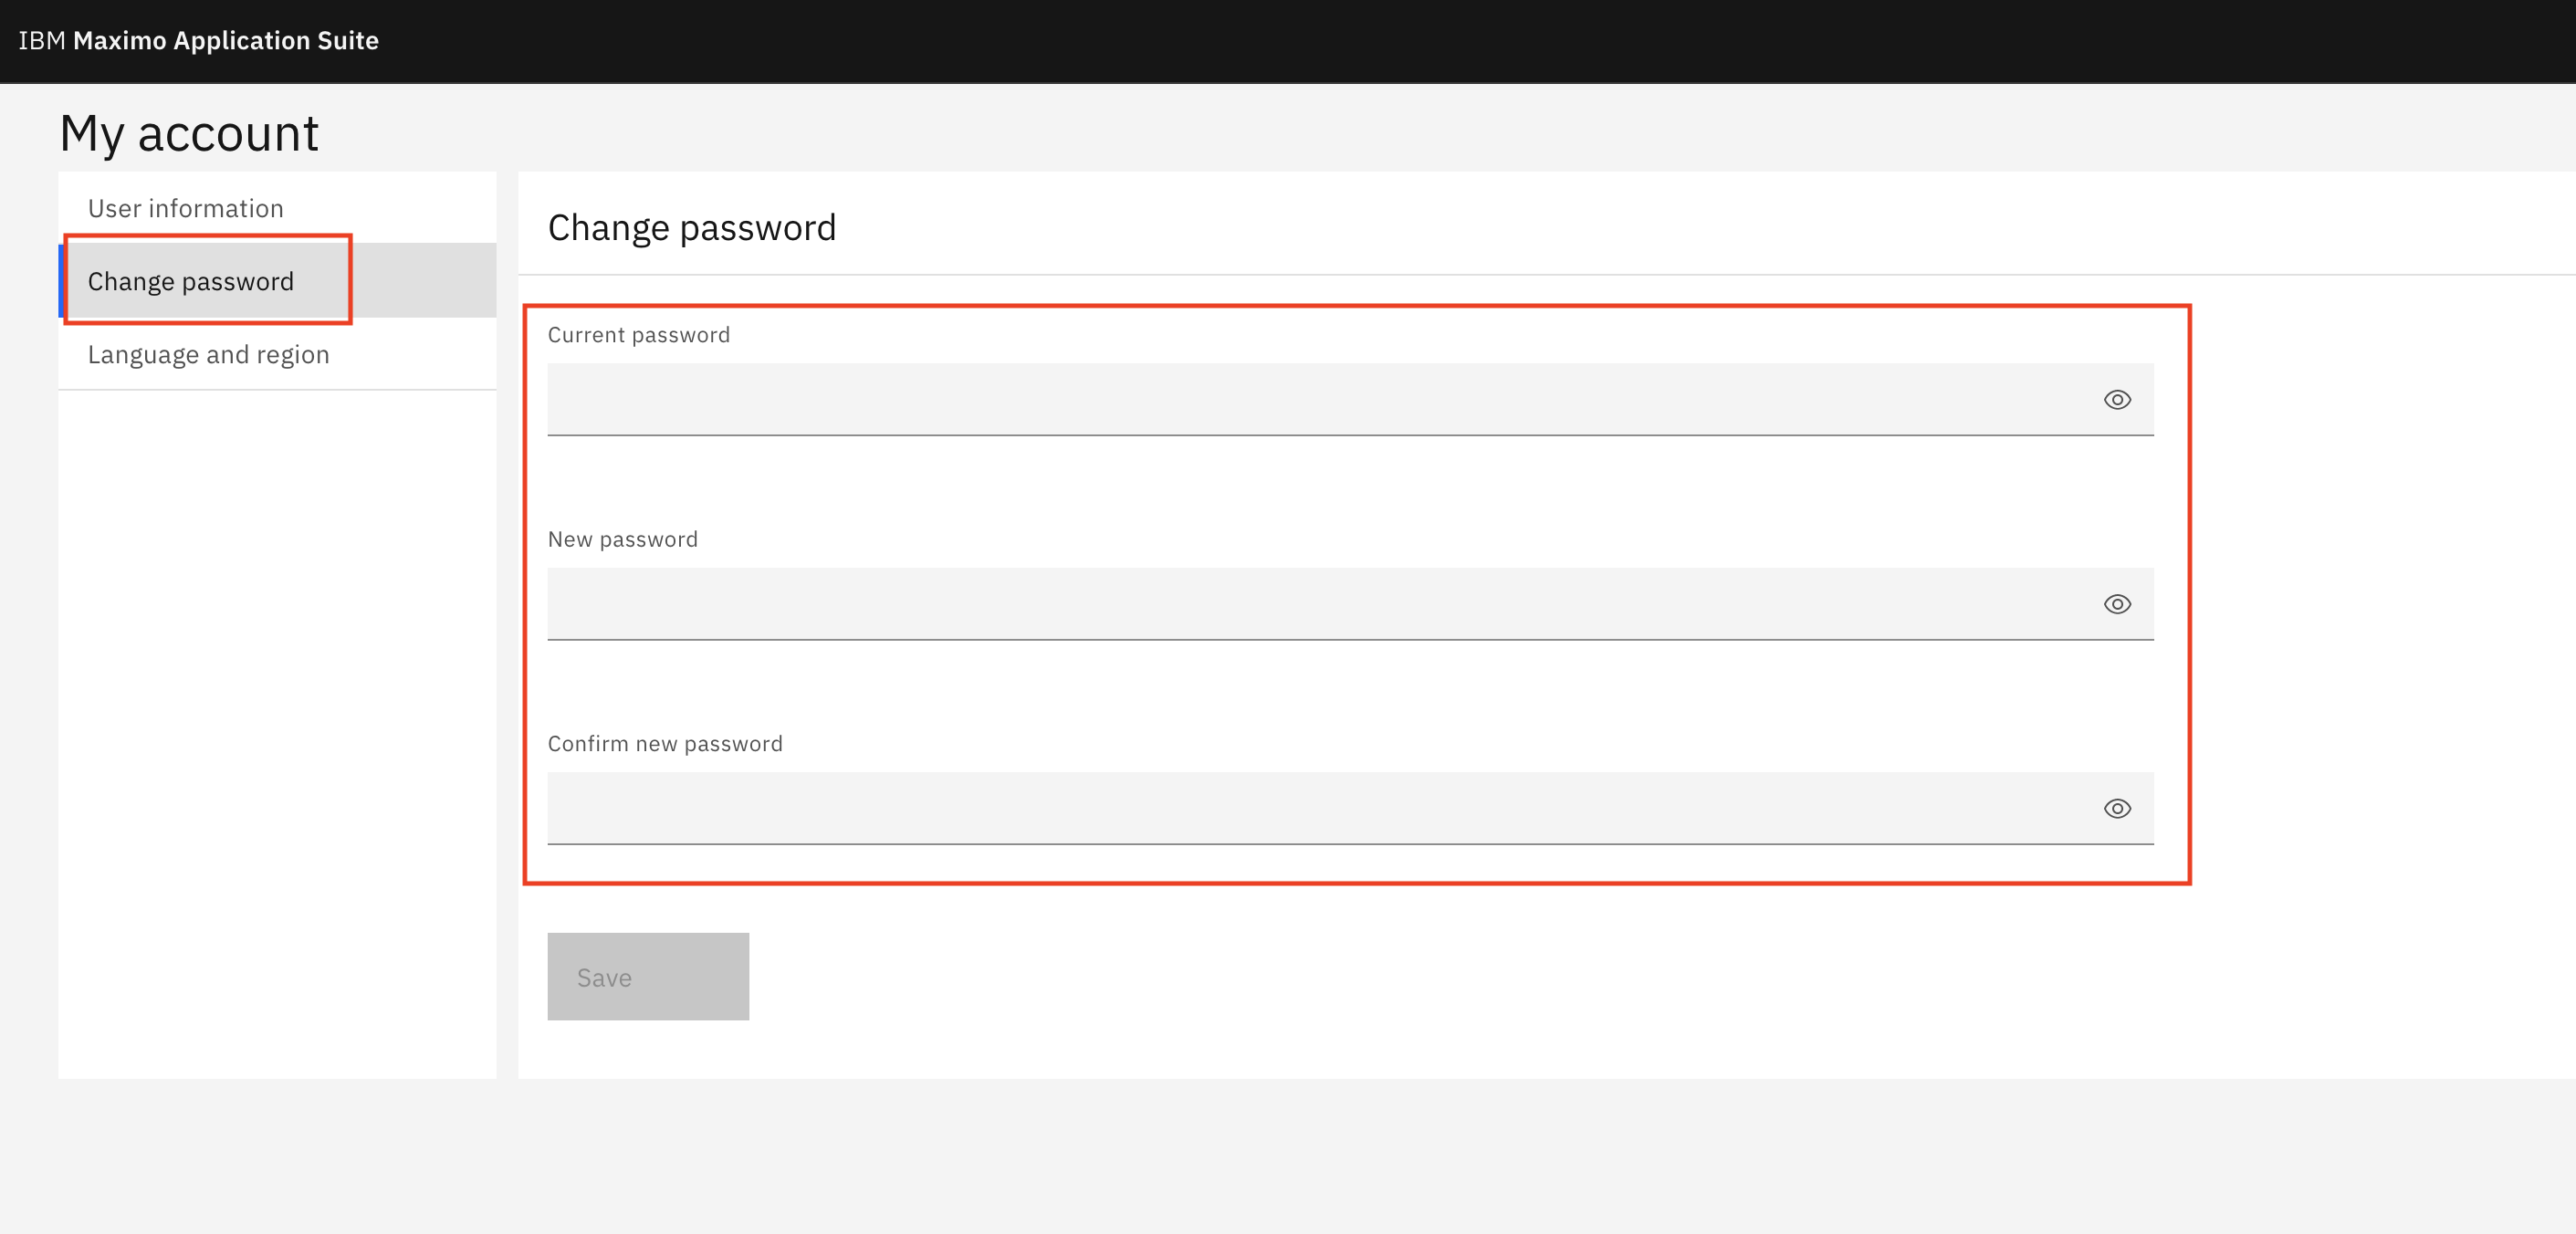 IBM Maximo Application Suite
My account
User information
Change password
Language and region
Change password
Current password
New password
Confirm new password
Save